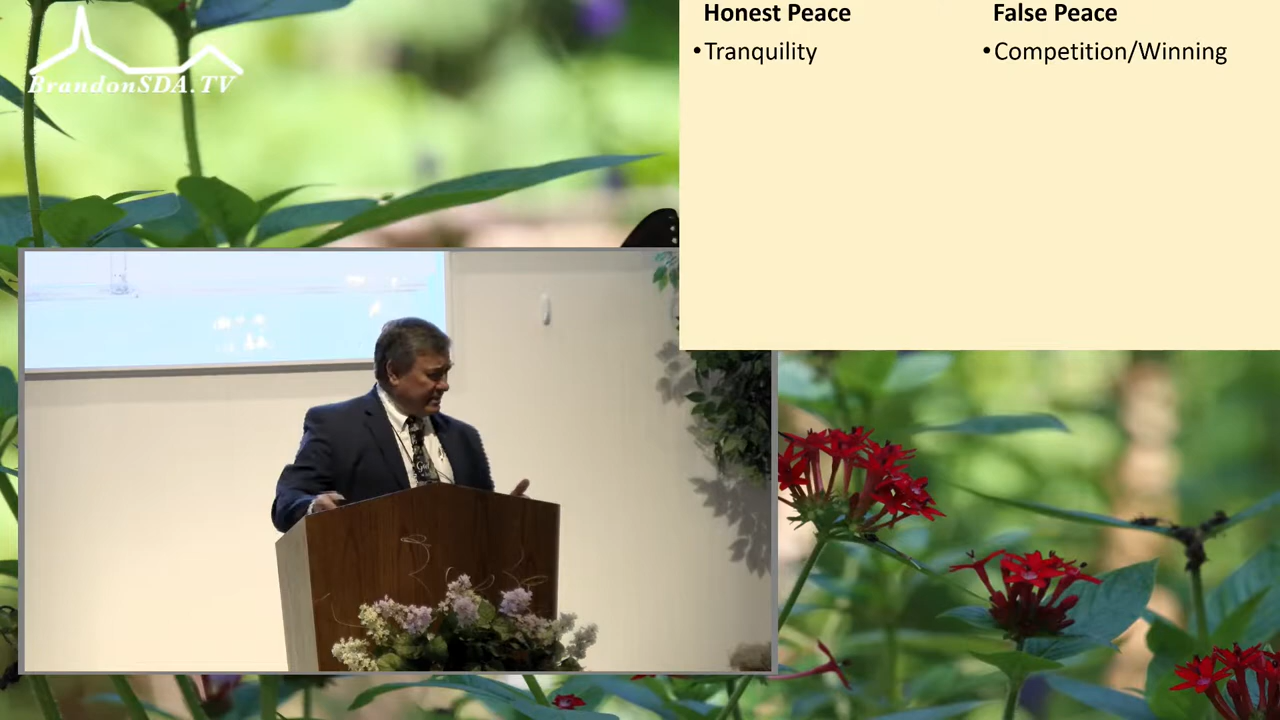 BrandonSDA.TV
Honest Peace
•Tranquility
False Peace
•Competition/Winning